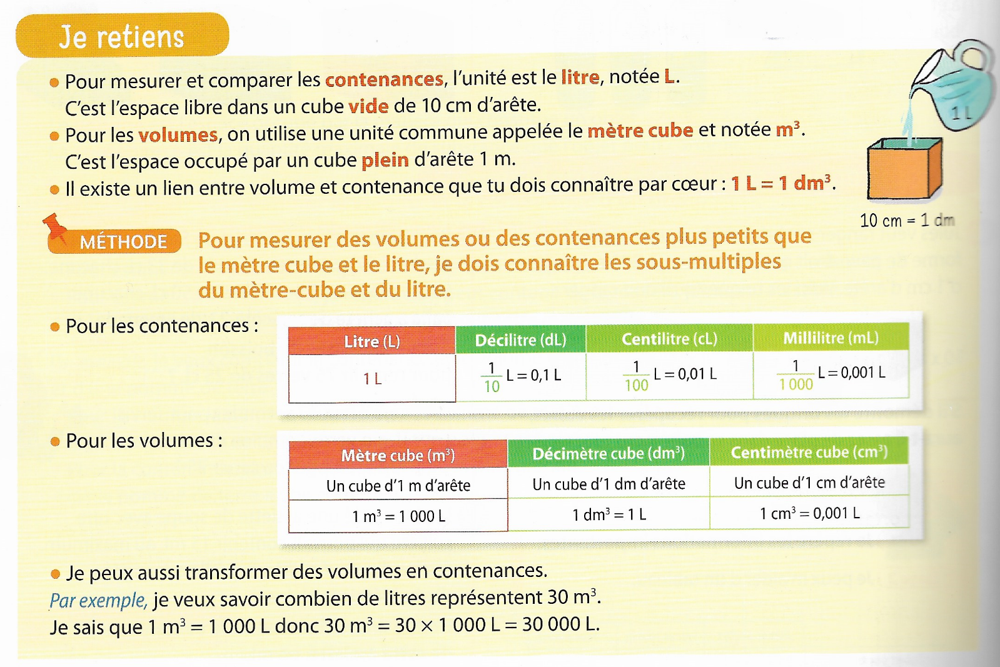 Je retiens
• Pour mesurer et comparer les contenances, l'unité est le litre, notée L.
C'est l'espace libre dans un cube vide de 10 cm d'arête.
• Pour les volumes, on utilise une unité commune appelée le mètre cube et notée m³.
C'est l'espace occupé par un cube plein d'arête 1 m.
• Il existe un lien entre volume et contenance que tu dois connaître par cœur : 1 L = 1 dm³.
1 L
10 cm = 1 dm
MÉTHODE
Pour mesurer des volumes ou des contenances plus petits que
le mètre cube et le litre, je dois connaître les sous-multiples
du mètre-cube et du litre.
• Pour les contenances :
Litre (L) Décilitre (dL) Centilitre (cL) Millilitre (mL)
1 L 1/10 L = 0,1 L 1/100 L = 0,01 L 1/1 000 L = 0,001 L
• Pour les volumes :
Mètre cube (m³) Décimètre cube (dm³) Centimètre cube (cm³)
Un cube d'1 m d'arête Un cube d'1 dm d'arête Un cube d'1 cm d'arête
1 m³ = 1 000 L 1 dm³ = 1 L 1 cm³ = 0,001 L
• Je peux aussi transformer des volumes en contenances.
Par exemple, je veux savoir combien de litres représentent 30 m³.
Je sais que 1 m³ = 1 000 L donc 30 m³ = 30 × 1 000 L = 30 000 L.